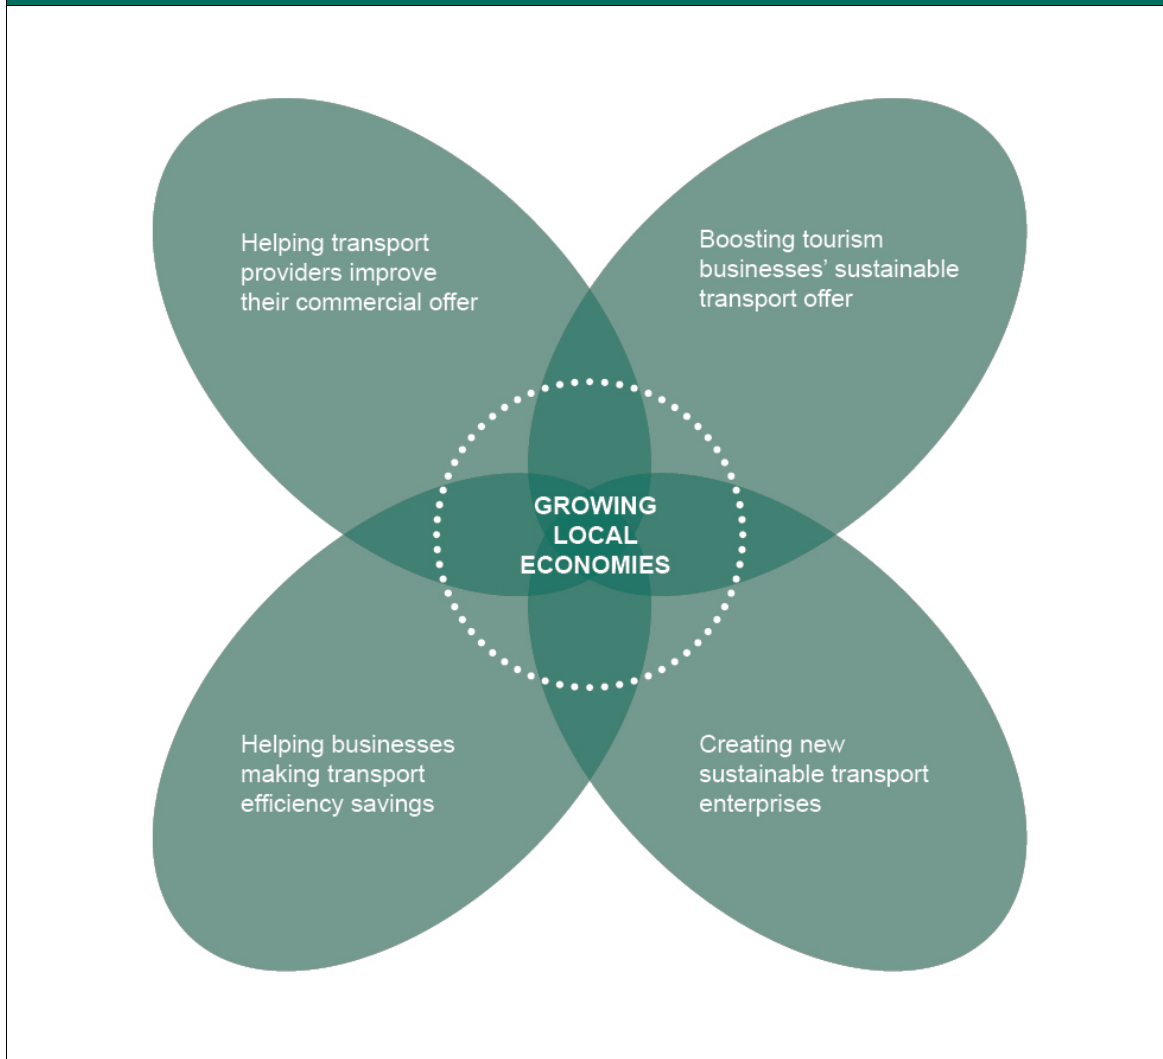 Helping transport
providers improve
their commercial offer
Boosting tourism
businesses’ sustainable
transport offer
GROWING
LOCAL
ECONOMIES
Helping businesses
making transport
efficiency savings
Creating new
sustainable transport
enterprises